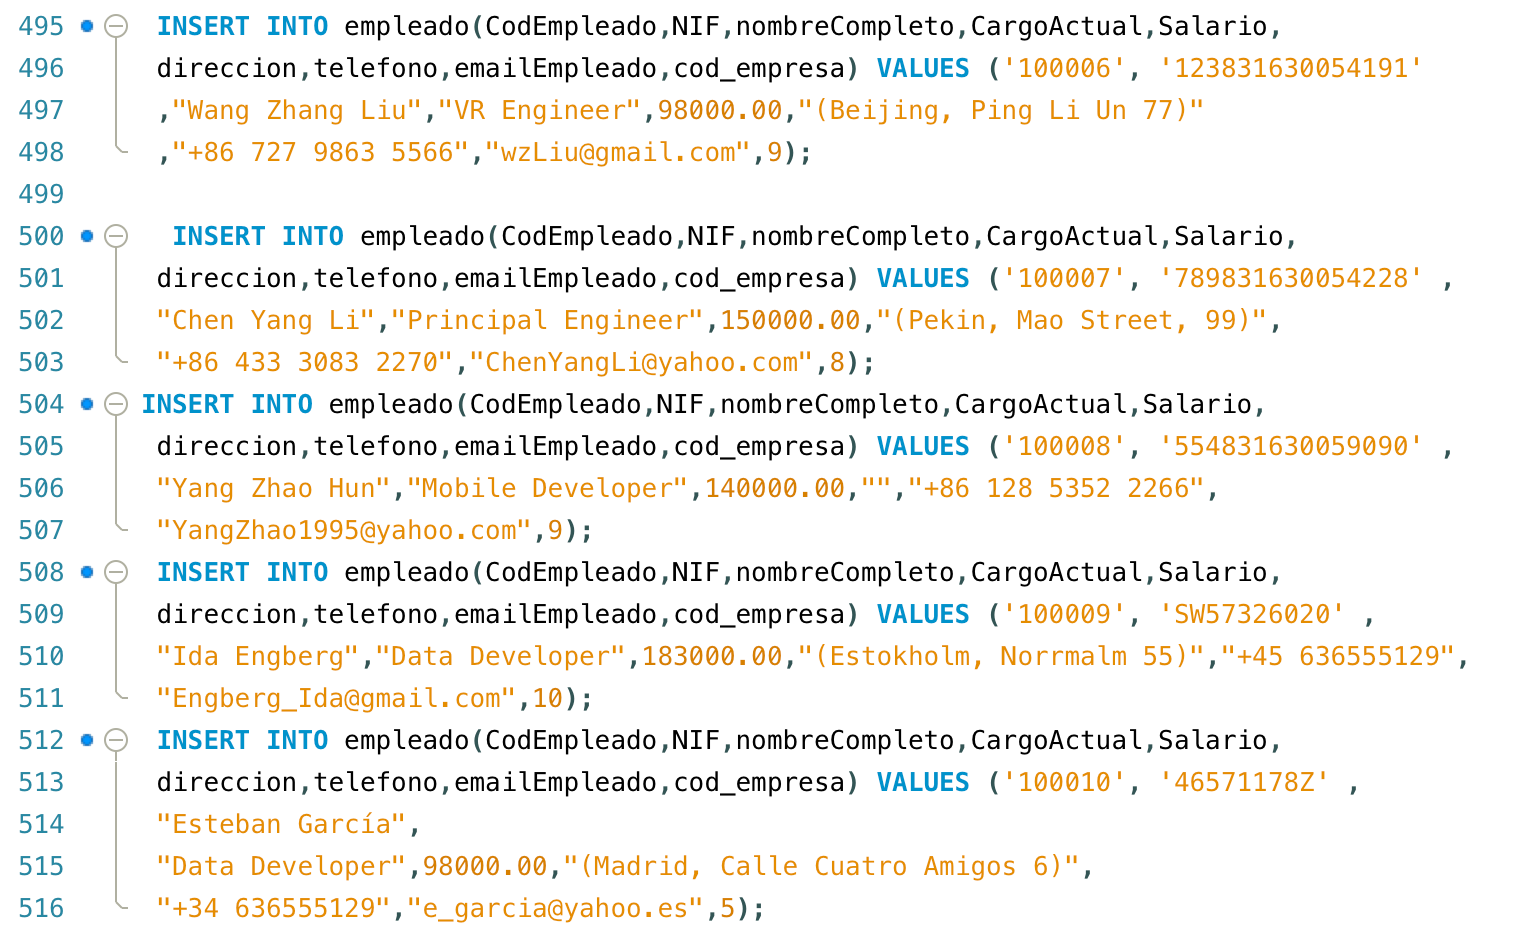 495 INSERT INTO empleado(CodEmpleado,NIF,nombreCompleto,CargoActual,Salario,
496 direccion,telefono,emailEmpleado,cod_empresa) VALUES ('100006', '123831630054191'
497 ,"Wang Zhang Liu","VR Engineer",98000.00,"(Beijing, Ping Li Un 77)"
498 ,"+86 727 9863 5566","wzLiu@gmail.com",9);
499
500 INSERT INTO empleado(CodEmpleado,NIF,nombreCompleto,CargoActual,Salario,
501 direccion,telefono,emailEmpleado,cod_empresa) VALUES ('100007', '789831630054228' ,
502 "Chen Yang Li","Principal Engineer",150000.00,"(Pekin, Mao Street, 99)",
503 "+86 433 3083 2270","ChenYangLi@yahoo.com",8);
504 INSERT INTO empleado(CodEmpleado,NIF,nombreCompleto,CargoActual,Salario,
505 direccion,telefono,emailEmpleado,cod_empresa) VALUES ('100008', '554831630059090' ,
506 "Yang Zhao Hun","Mobile Developer",140000.00,"","+86 128 5352 2266",
507 "YangZhao1995@yahoo.com",9);
508 INSERT INTO empleado(CodEmpleado,NIF,nombreCompleto,CargoActual,Salario,
509 direccion,telefono,emailEmpleado,cod_empresa) VALUES ('100009', 'SW57326020' ,
510 "Ida Engberg","Data Developer",183000.00,"(Estokholm, Norrmalm 55)","+45 636555129",
511 "Engberg_Ida@gmail.com",10);
512 INSERT INTO empleado(CodEmpleado,NIF,nombreCompleto,CargoActual,Salario,
513 direccion,telefono,emailEmpleado,cod_empresa) VALUES ('100010', '46571178Z' ,
514 "Esteban García",
515 "Data Developer",98000.00,"(Madrid, Calle Cuatro Amigos 6)",
516 "+34 636555129","e_garcia@yahoo.es",5);